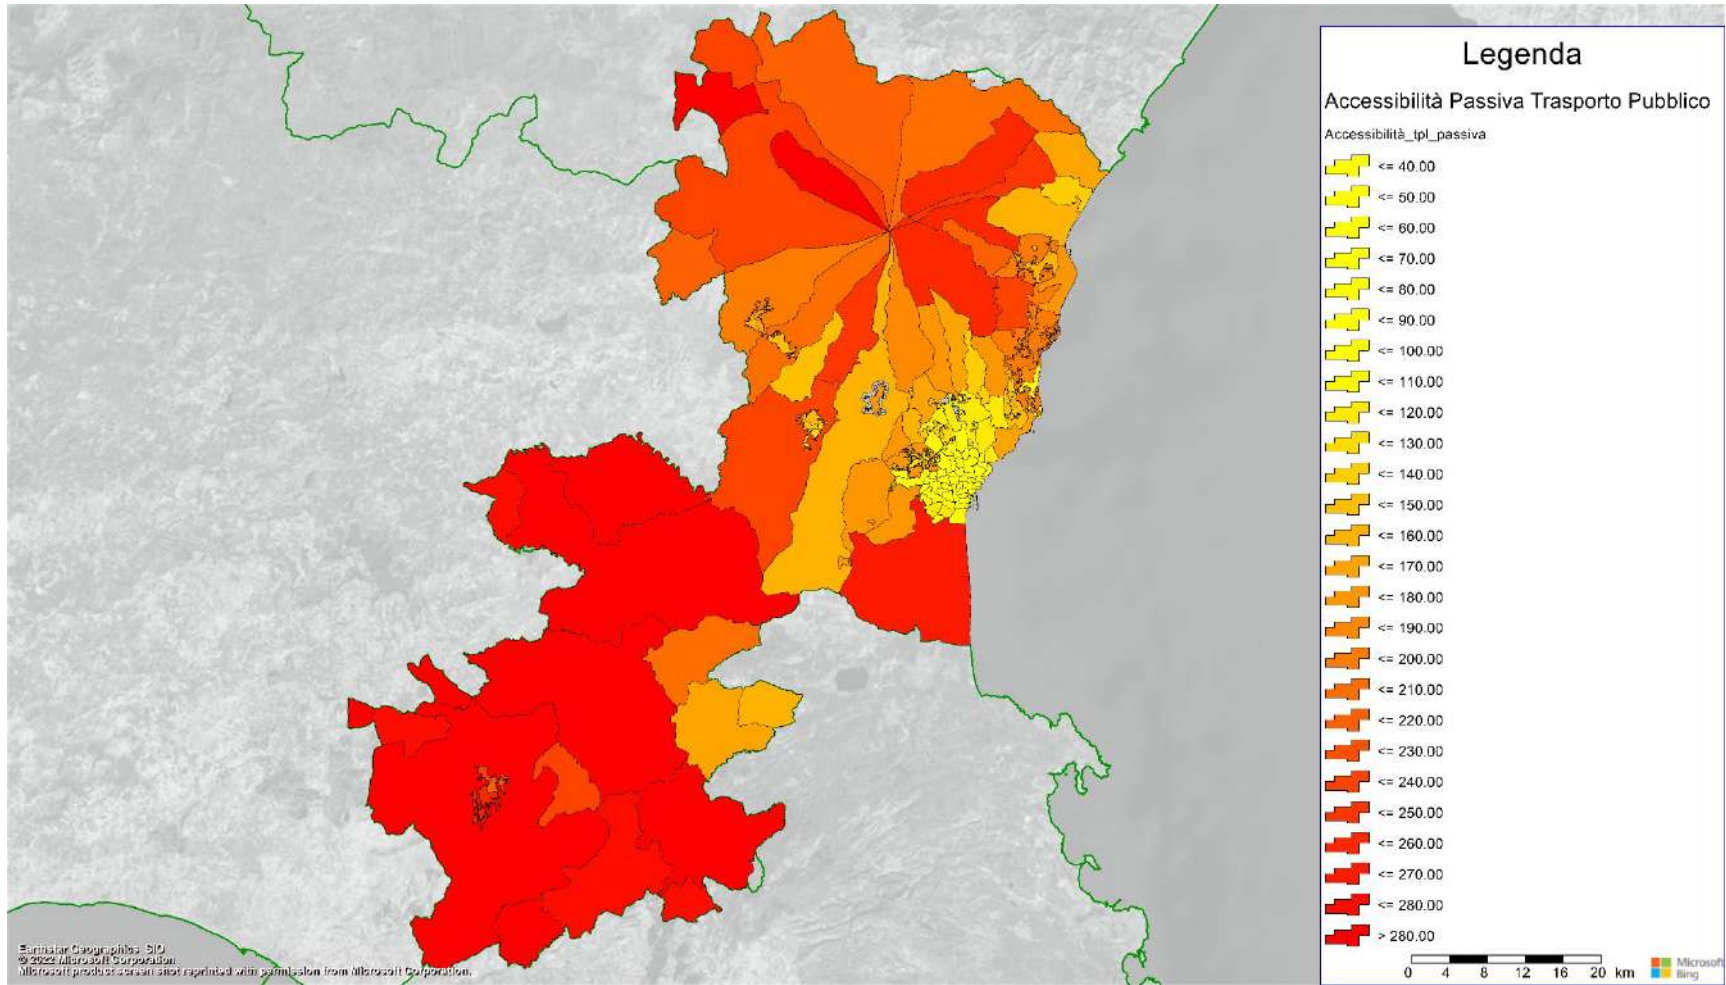 Legenda
Accessibilità Passiva Trasporto Pubblico
Accessibilità_tpl_passiva
<= 40.00
<= 50.00
<= 60.00
<= 70.00
<= 80.00
<= 90.00
<= 100.00
<= 110.00
<= 120.00
<= 130.00
<= 140.00
<= 150.00
<= 160.00
<= 170.00
<= 180.00
<= 190.00
<= 200.00
<= 210.00
<= 220.00
<= 230.00
<= 240.00
<= 250.00
<= 260.00
<= 270.00
<= 280.00
> 280.00
0 4 8 12 16 20 km
Microsoft
Bing
Earthstar Geographics SIO
© 2022 Microsoft Corporation
Microsoft product screen shot reprinted with permission from Microsoft Corporation.